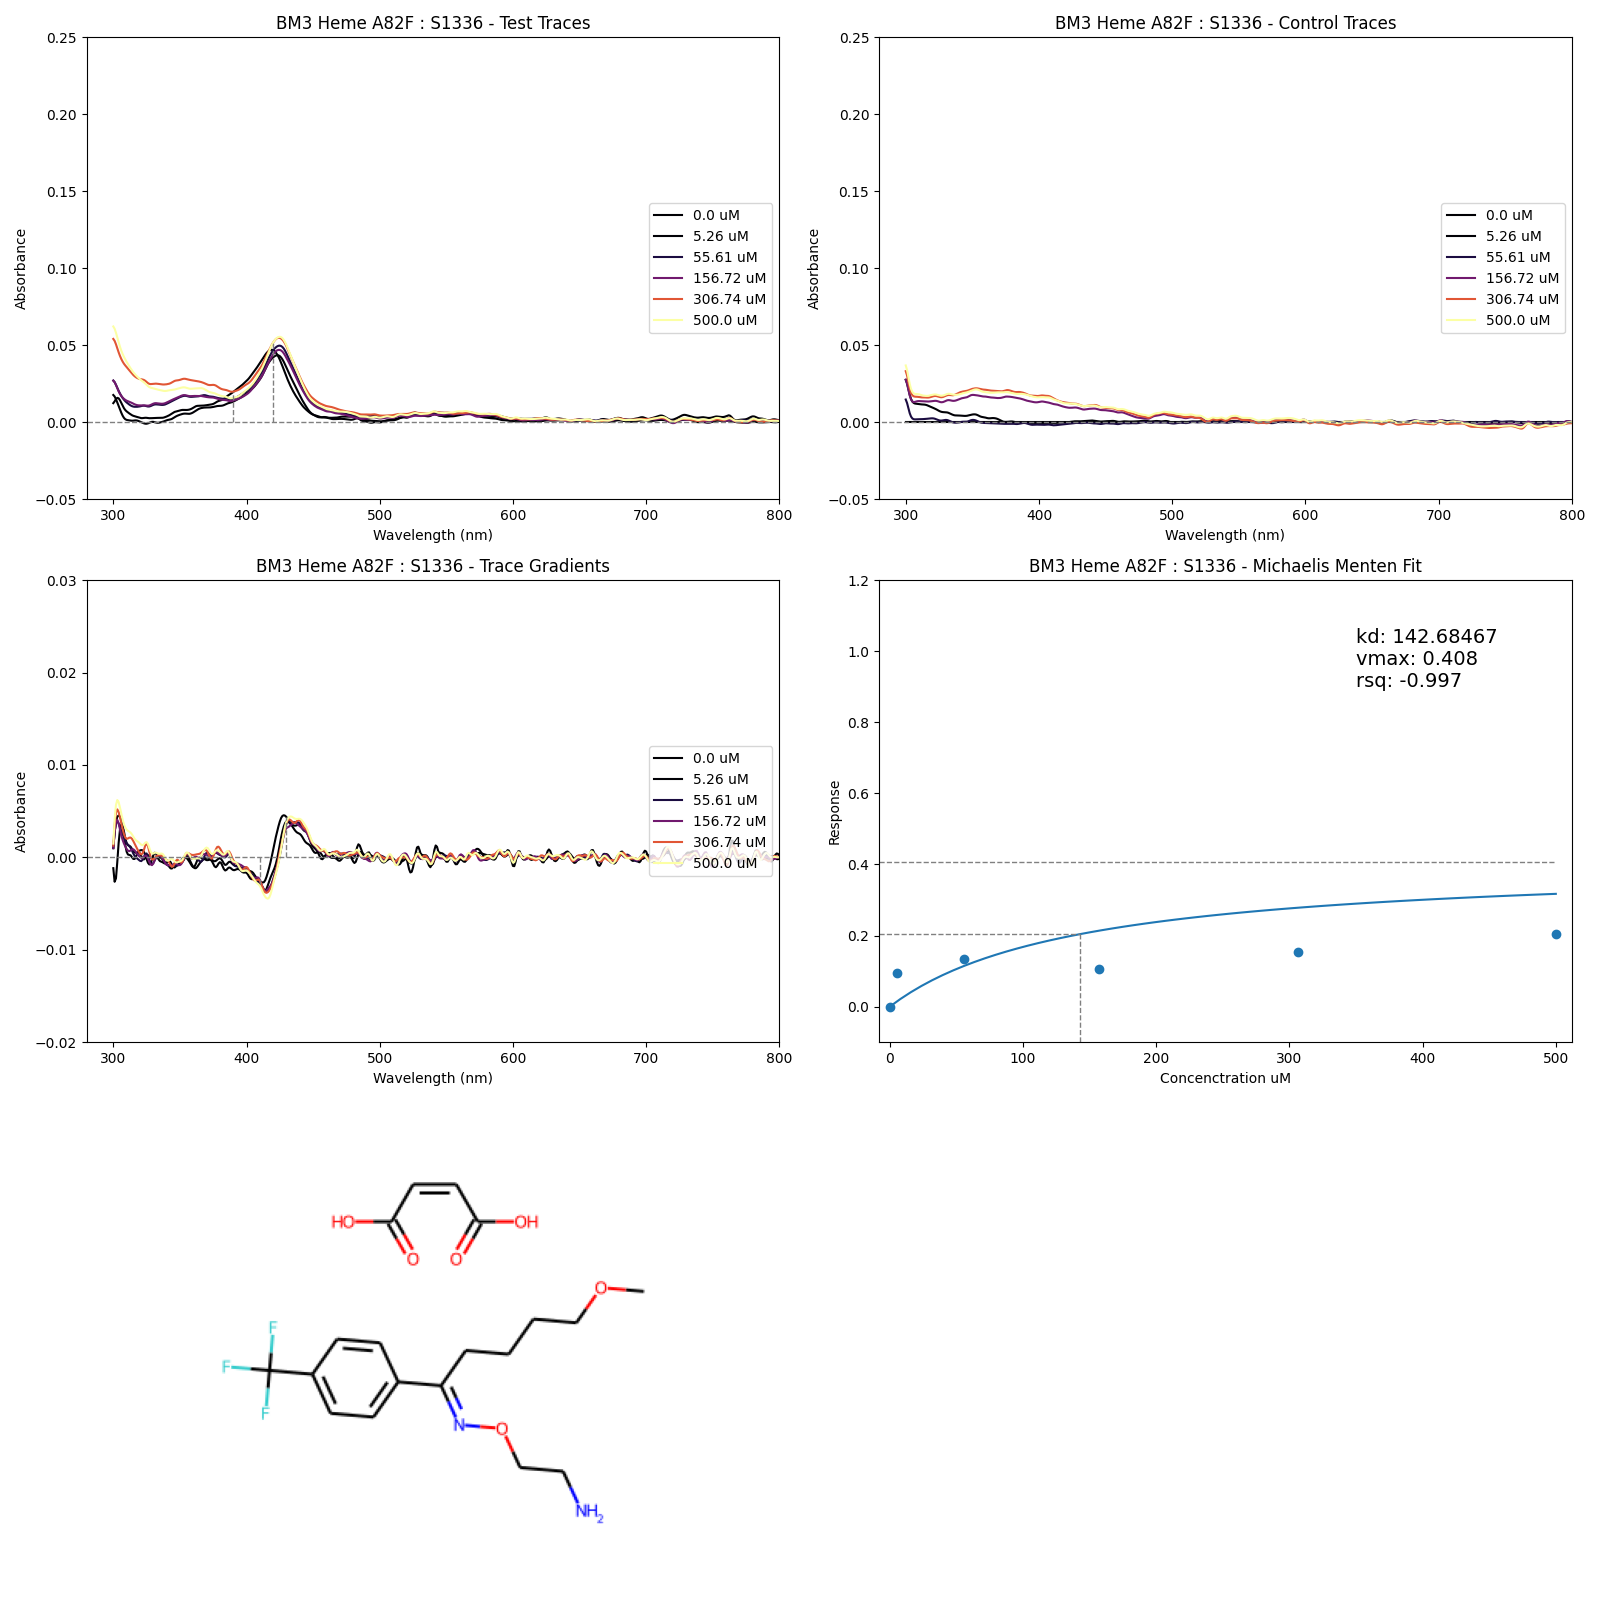 BM3 Heme A82F : S1336 - Test Traces
0.25
0.20
0.15
0.10
0.05
0.00
−0.05
Absorbance
300 400 500 600 700 800
Wavelength (nm)
0.0 uM
5.26 uM
55.61 uM
156.72 uM
306.74 uM
500.0 uM
BM3 Heme A82F : S1336 - Control Traces
0.25
0.20
0.15
0.10
0.05
0.00
−0.05
Absorbance
300 400 500 600 700 800
Wavelength (nm)
0.0 uM
5.26 uM
55.61 uM
156.72 uM
306.74 uM
500.0 uM
BM3 Heme A82F : S1336 - Trace Gradients
0.03
0.02
0.01
0.00
−0.01
−0.02
Absorbance
300 400 500 600 700 800
Wavelength (nm)
0.0 uM
5.26 uM
55.61 uM
156.72 uM
306.74 uM
500.0 uM
BM3 Heme A82F : S1336 - Michaelis Menten Fit
1.2
1.0
0.8
0.6
0.4
0.2
0.0
Response
0 100 200 300 400 500
Concenctration uM
kd: 142.68467
vmax: 0.408
rsq: -0.997
HO OH
O O
O
F
F
F
N O
NH2